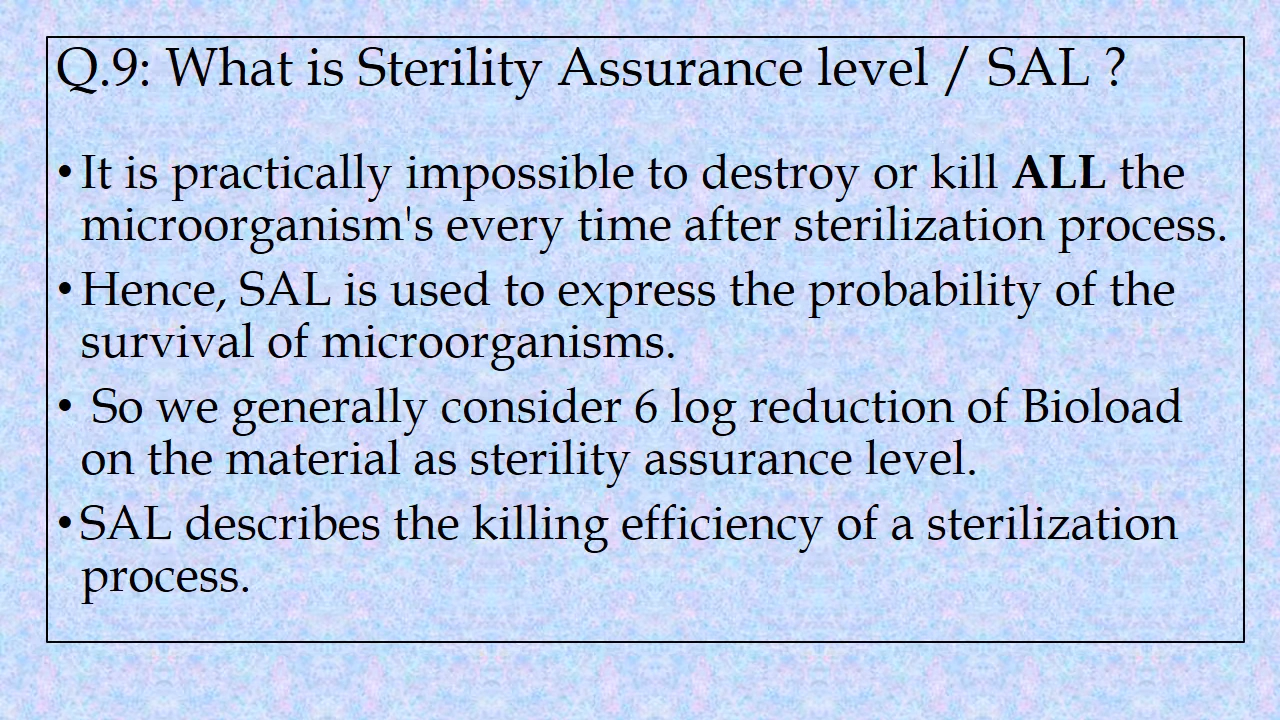 Q.9: What is Sterility Assurance level / SAL ?
• It is practically impossible to destroy or kill ALL the
microorganism's every time after sterilization process.
• Hence, SAL is used to express the probability of the
survival of microorganisms.
• So we generally consider 6 log reduction of Bioload
on the material as sterility assurance level.
• SAL describes the killing efficiency of a sterilization
process.